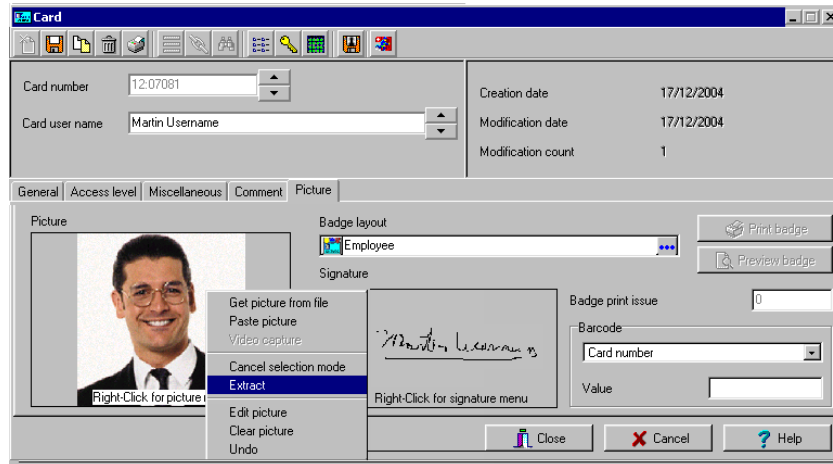 Card
Card number 12:07081
Card user name Martin Username
Creation date 17/12/2004
Modification date 17/12/2004
Modification count 1
General Access level Miscellaneous Comment Picture
Picture
Right-Click for picture
Badge layout
Employee
Print badge
Preview badge
Signature
Martin
Right-Click for signature menu
Get picture from file
Paste picture
Video capture
Cancel selection mode
Extract
Edit picture
Clear picture
Undo
Badge print issue 0
Barcode
Card number
Value
Close Cancel ? Help